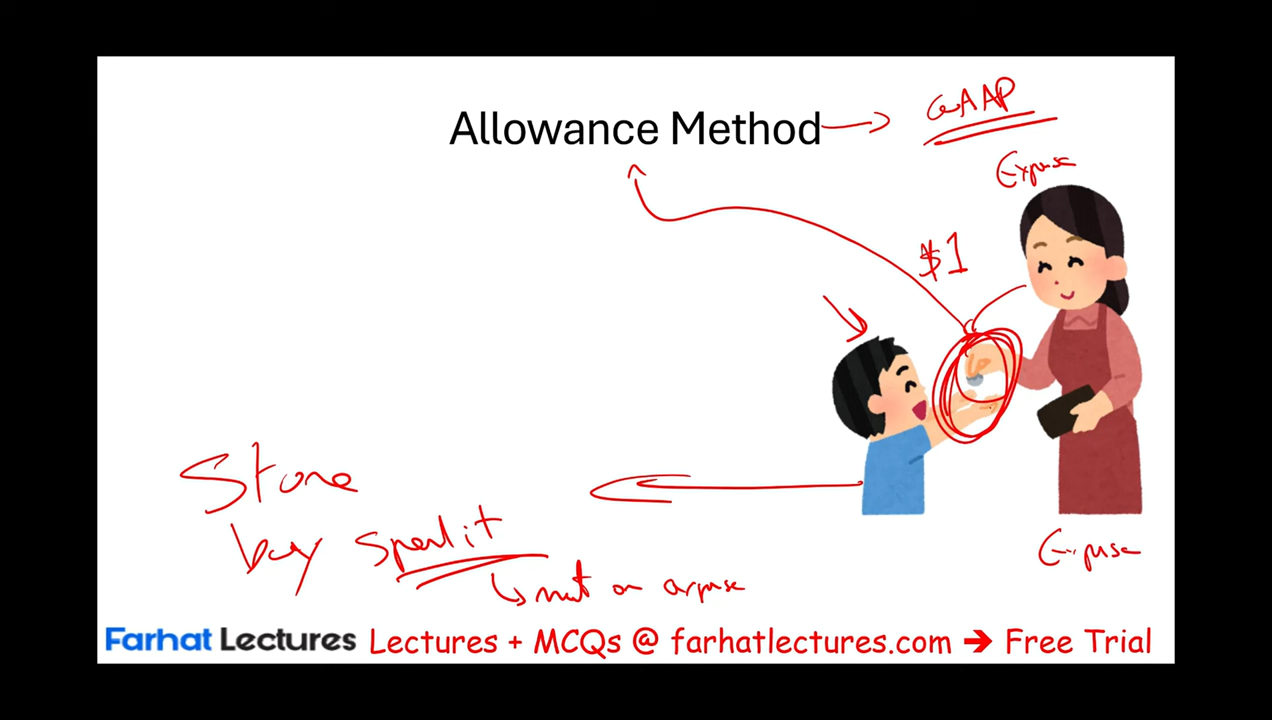 Allowance Method
GAAP
Expense
$1
Store
buy spend it
not an expense
Expense
Farhat Lectures Lectures + MCQs @ farhatlectures.com ➔ Free Trial